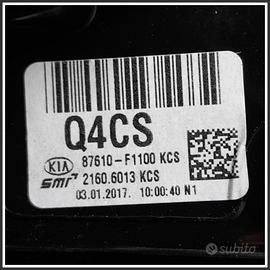 Q4CS
KIA
87610-F1100 KCS
SMR
2160.6013 KCS
03.01.2017. 10:00:40 N1
subito